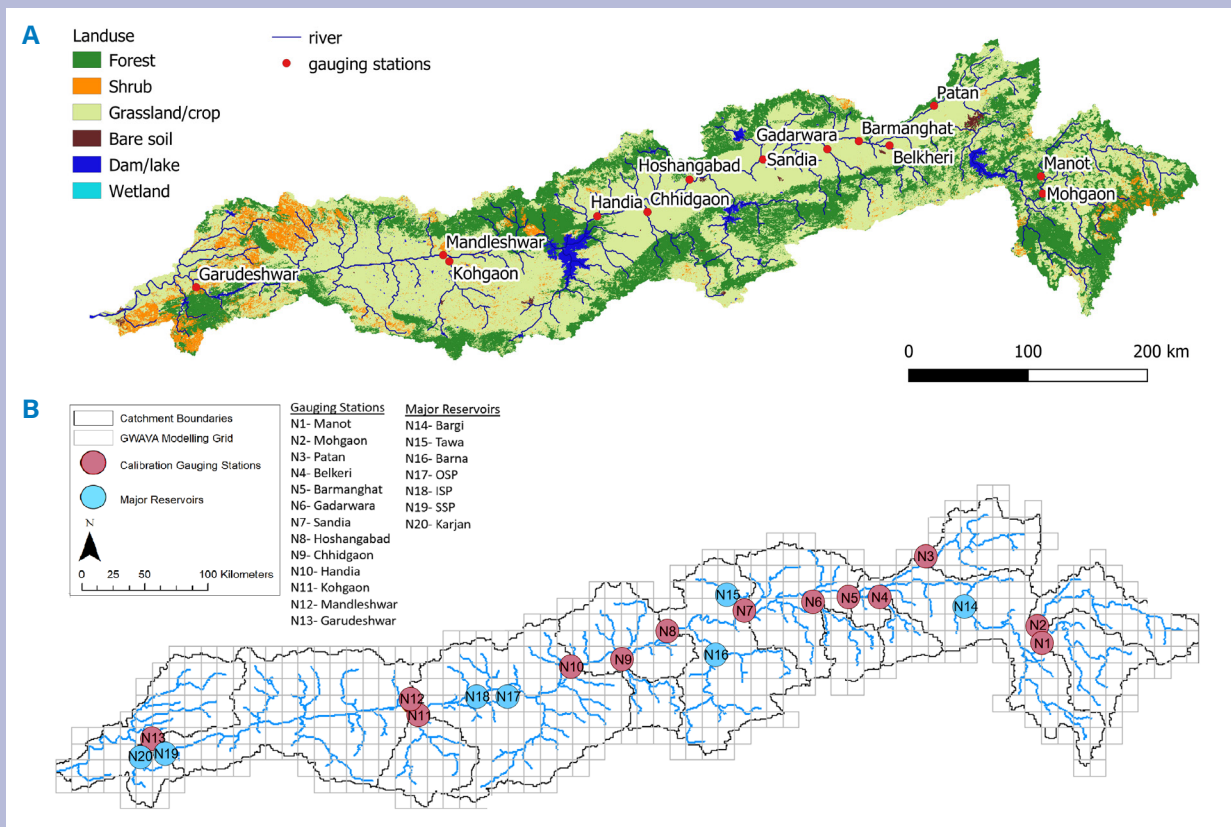 A
Landuse
Forest
Shrub
Grassland/crop
Bare soil
Dam/lake
Wetland
river
gauging stations
Patan
Barmanghat
Gadarwara
Belkheri
Sandia
Manot
Mohgaon
Hoshangabad
Chhidgaon
Handia
Mandleshwar
Kohgaon
Garudeshwar
0 100 200 km
B
Catchment Boundaries
GWAVA Modelling Grid
Calibration Gauging Stations
Major Reservoirs
N
0 25 50 100 Kilometers
Gauging Stations
N1- Manot
N2- Mohgaon
N3- Patan
N4- Belkeri
N5- Barmanghat
N6- Gadarwara
N7- Sandia
N8- Hoshangabad
N9- Chhidgaon
N10- Handia
N11- Kohgaon
N12- Mandleshwar
N13- Garudeshwar
Major Reservoirs
N14- Bargi
N15- Tawa
N16- Barna
N17- OSP
N18- ISP
N19- SSP
N20- Karjan
N3
N15
N7
N6
N5
N4
N14
N2
N1
N8
N16
N9
N10
N12
N11
N18
N17
N13
N20
N19